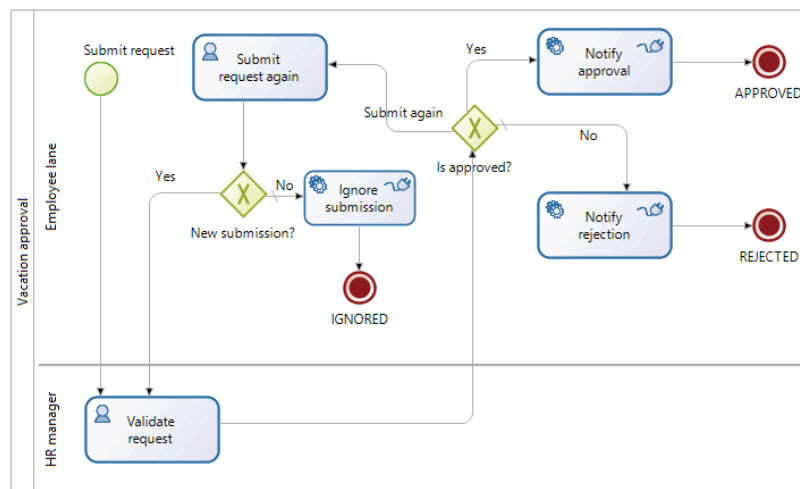 Vacation approval
Employee lane
Submit request
Submit
request again
Yes
Notify
approval
APPROVED
Submit again
Is approved?
No
Yes
No
Ignore
submission
New submission?
Notify
rejection
REJECTED
IGNORED
HR manager
Validate
request